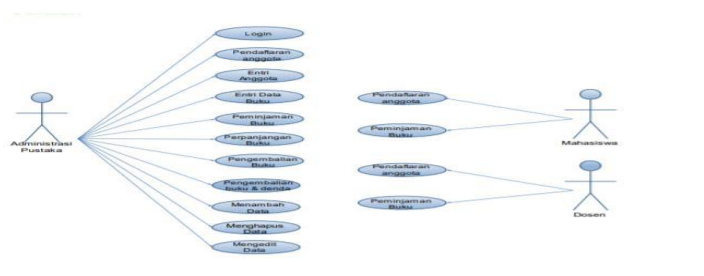 Login
Pendaftaran
anggota
Entri
Anggota
Entri Data
Buku
Peminjaman
Buku
Perpanjangan
Buku
Pengembalian
Buku
Pengembalian
buku & denda
Menambah
Data
Menghapus
Data
Mengedit
Data
Administrasi
Pustaka
Pendaftaran
anggota
Peminjaman
Buku
Mahasiswa
Pendaftaran
anggota
Peminjaman
Buku
Dosen